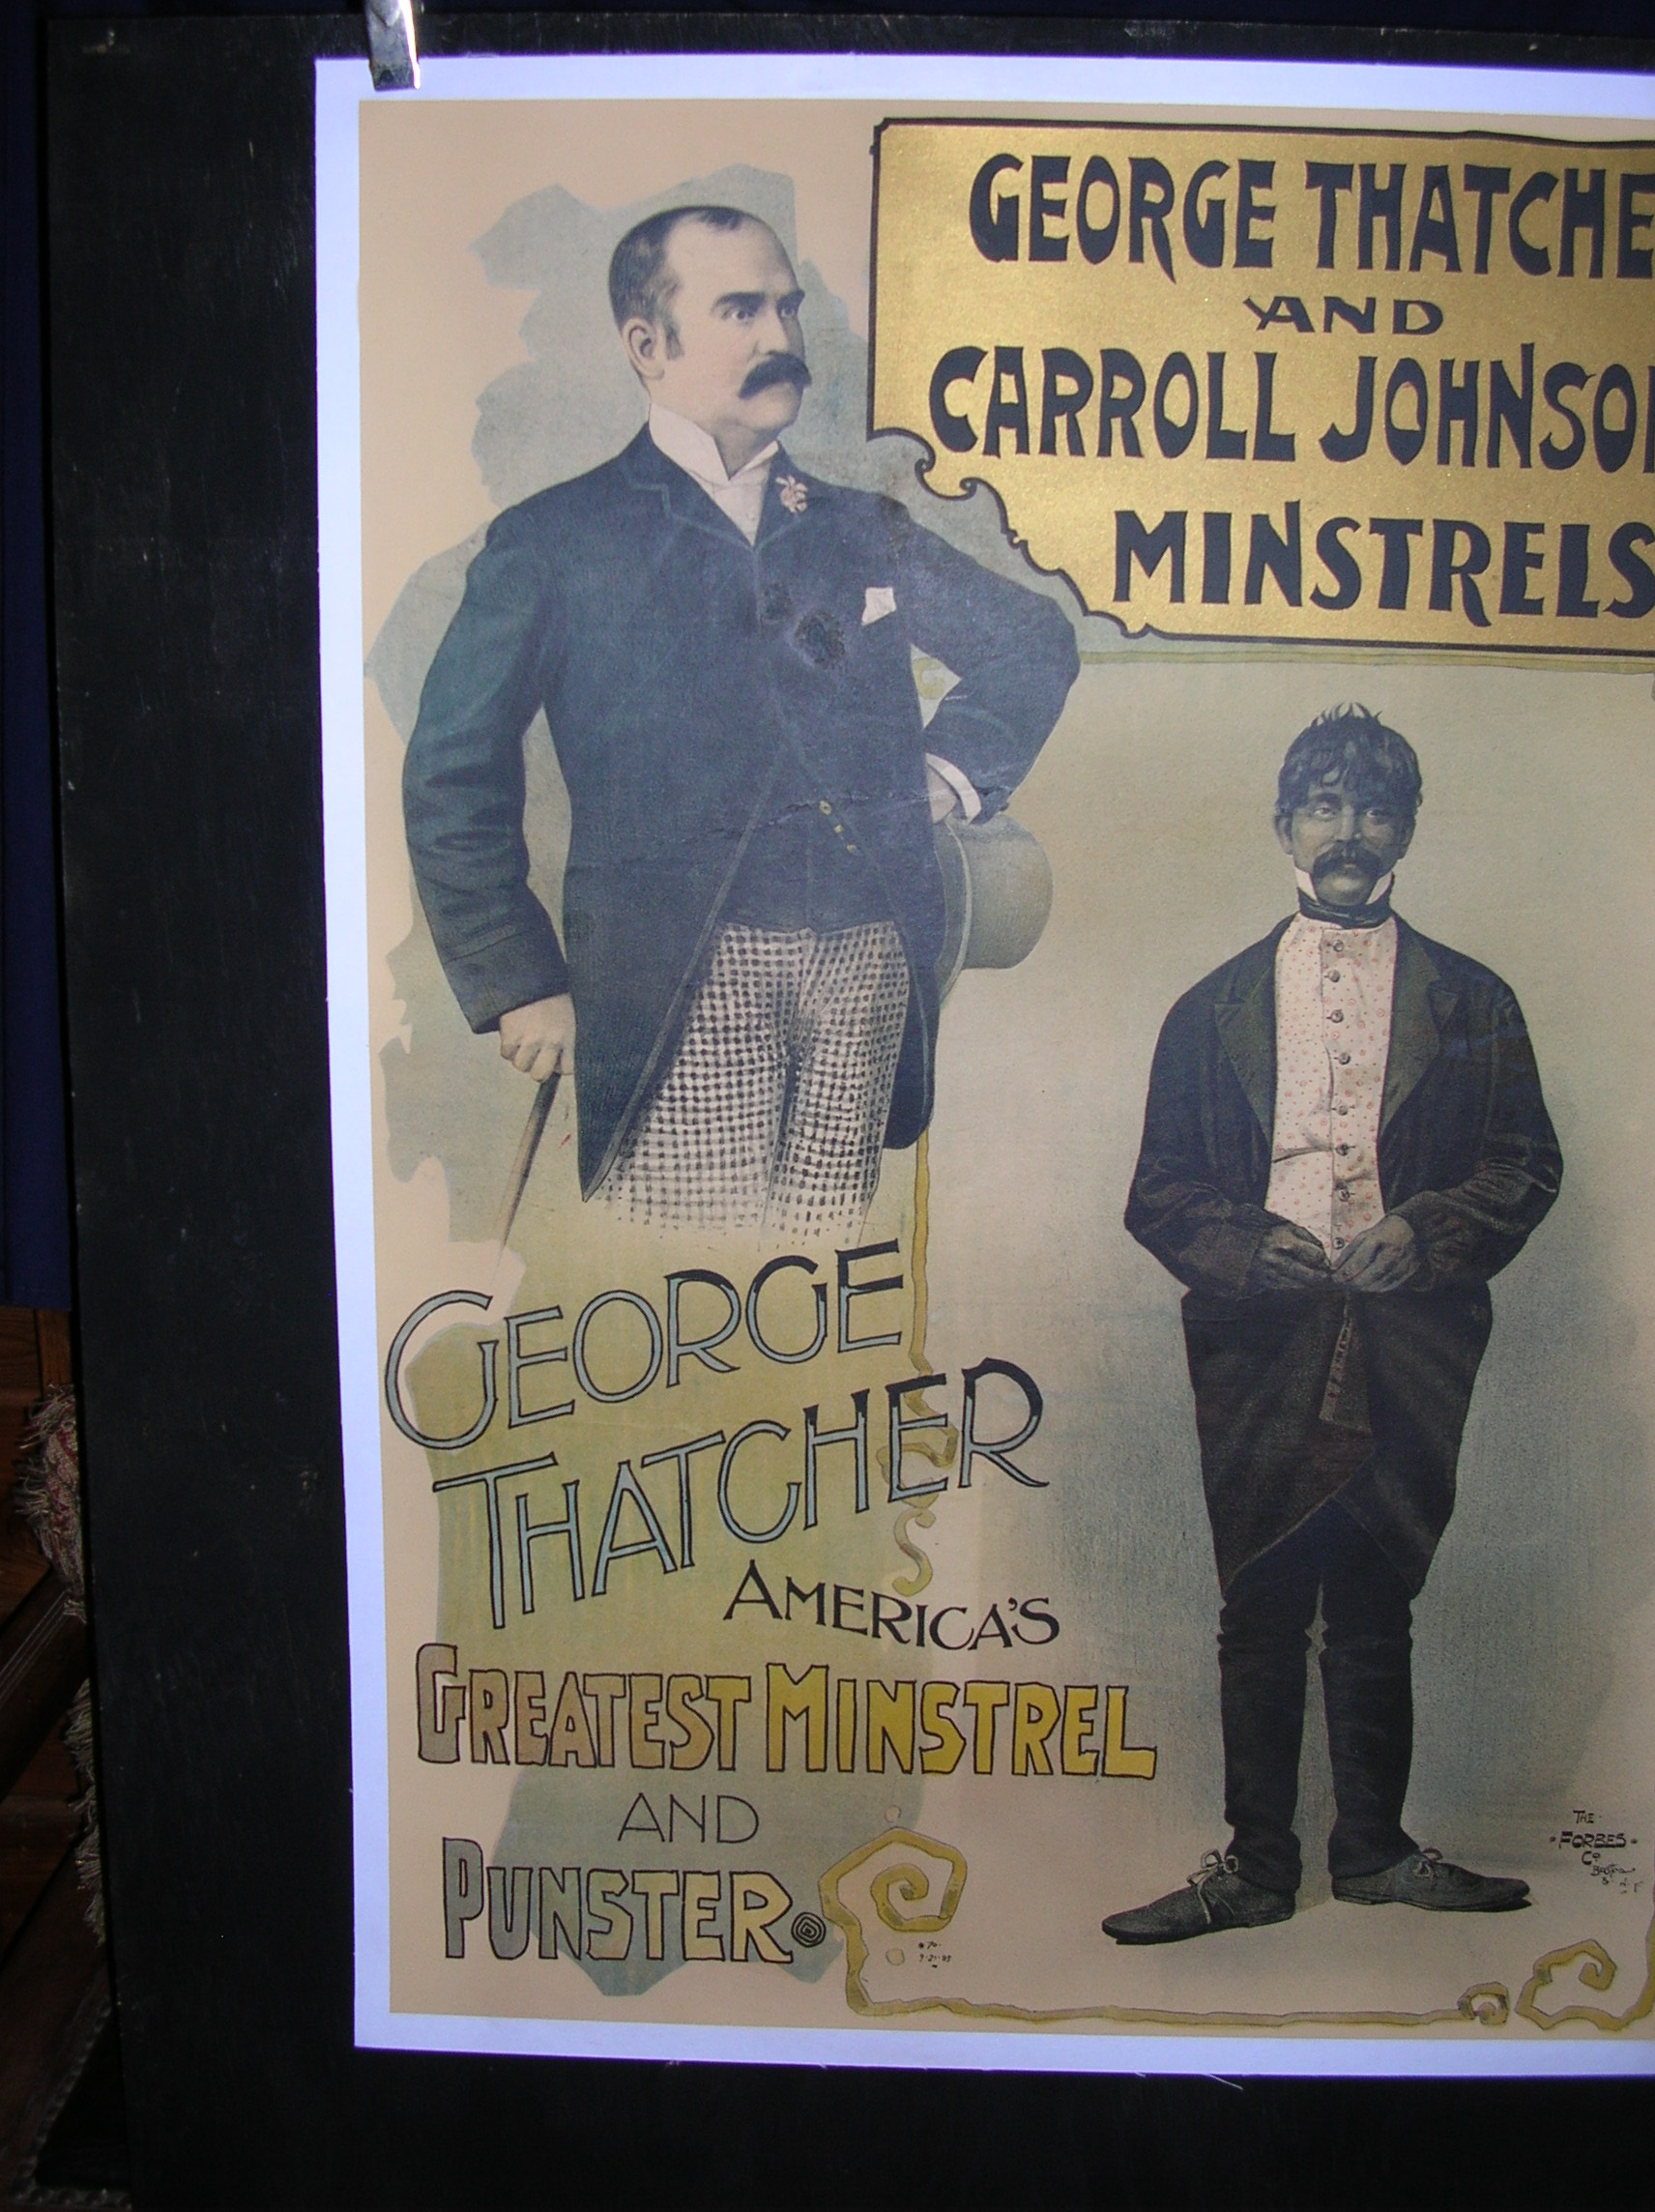 GEORGE THATCHE
AND
CARROLL JOHNSO
MINSTRELS
GEORGE
THATCHER
AMERICA'S
GREATEST MINSTREL
AND
PUNSTER
THE
FORBES
Co